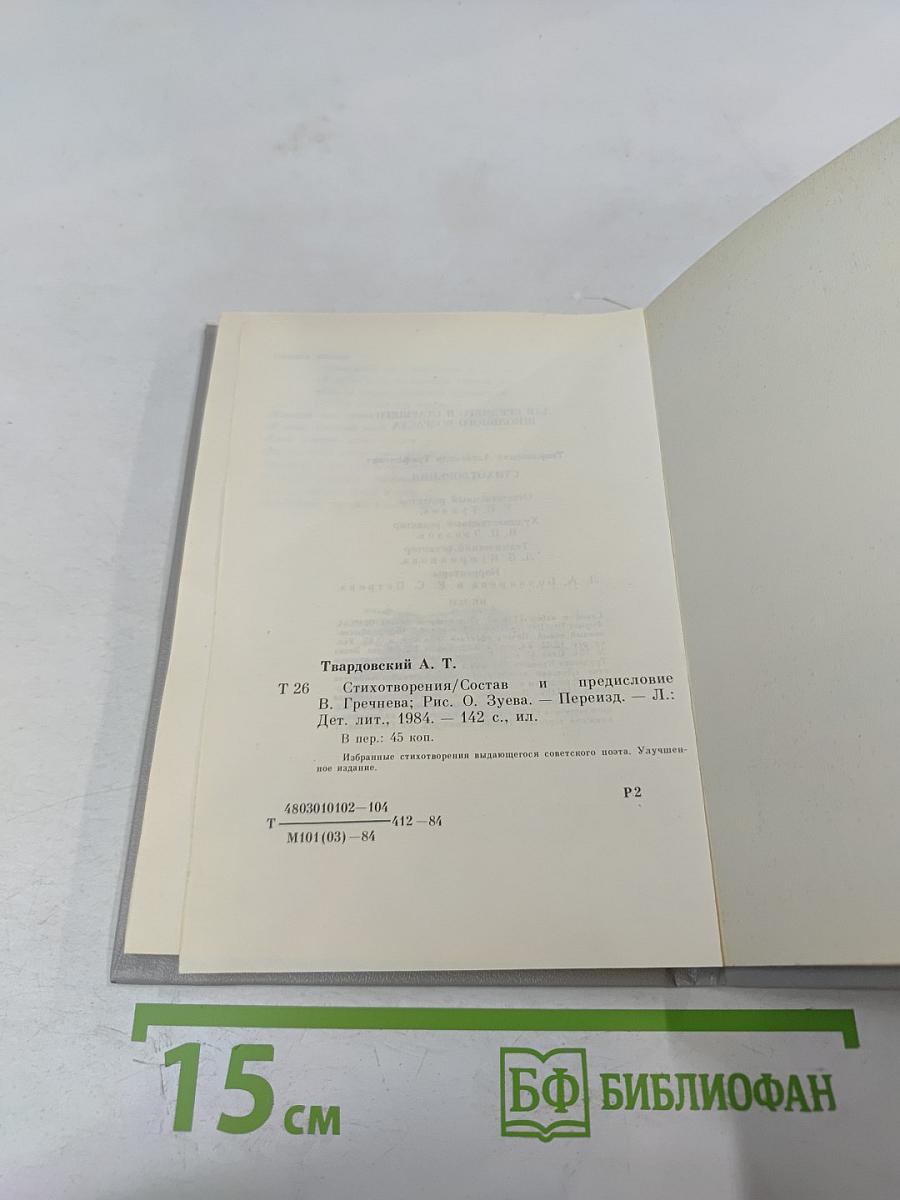 Твардовский А. Т.
Т 26 Стихотворения/Состав и предисловие
В. Гречнева; Рис. О. Зуева. — Переизд. — Л.:
Дет. лит., 1984. — 142 с., ил.
В пер.: 45 коп.
Избранные стихотворения выдающегося советского поэта. Улучшен-
ное издание.
Р2
4803010102—104
Т 412—84
М101(03)—84
15 см
БФ БИБЛИОФАН